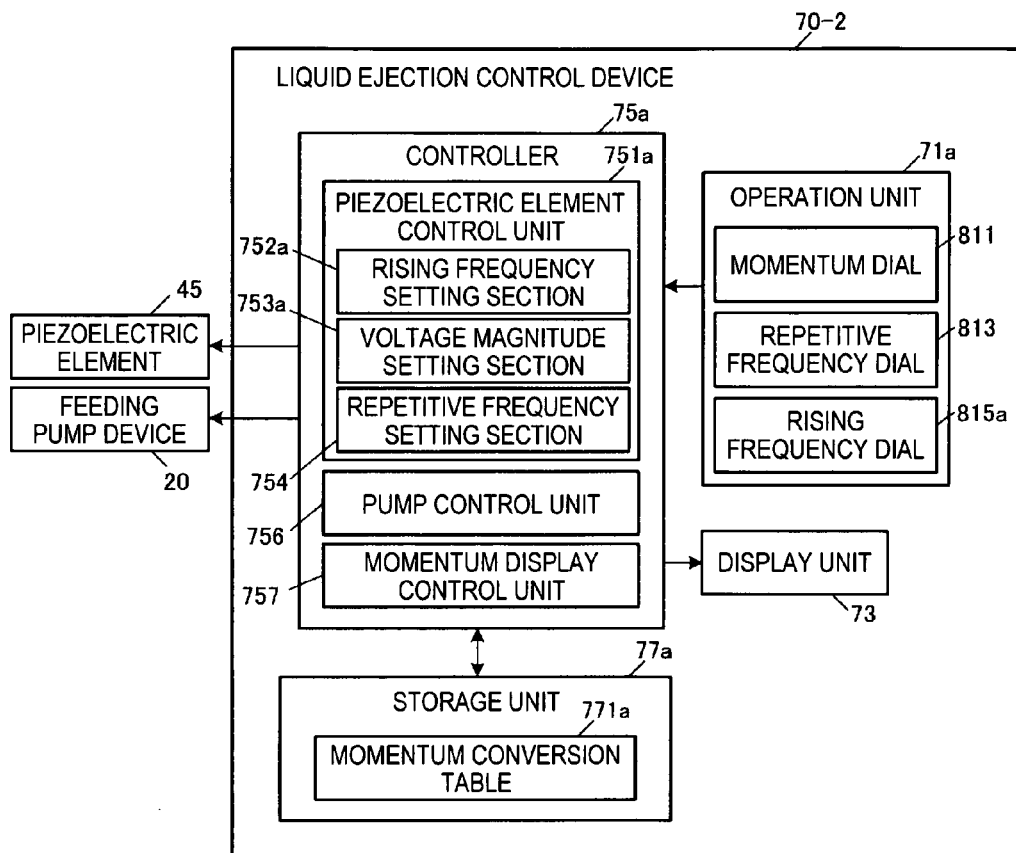 70-2
LIQUID EJECTION CONTROL DEVICE
75a
CONTROLLER
751a
PIEZOELECTRIC ELEMENT
CONTROL UNIT
752a
RISING FREQUENCY
SETTING SECTION
753a
VOLTAGE MAGNITUDE
SETTING SECTION
REPETITIVE FREQUENCY
SETTING SECTION
754
PUMP CONTROL UNIT
756
MOMENTUM DISPLAY
CONTROL UNIT
757
45
PIEZOELECTRIC
ELEMENT
FEEDING
PUMP DEVICE
20
71a
OPERATION UNIT
811
MOMENTUM DIAL
813
REPETITIVE
FREQUENCY DIAL
815a
RISING
FREQUENCY DIAL
DISPLAY UNIT
73
77a
STORAGE UNIT
771a
MOMENTUM CONVERSION
TABLE